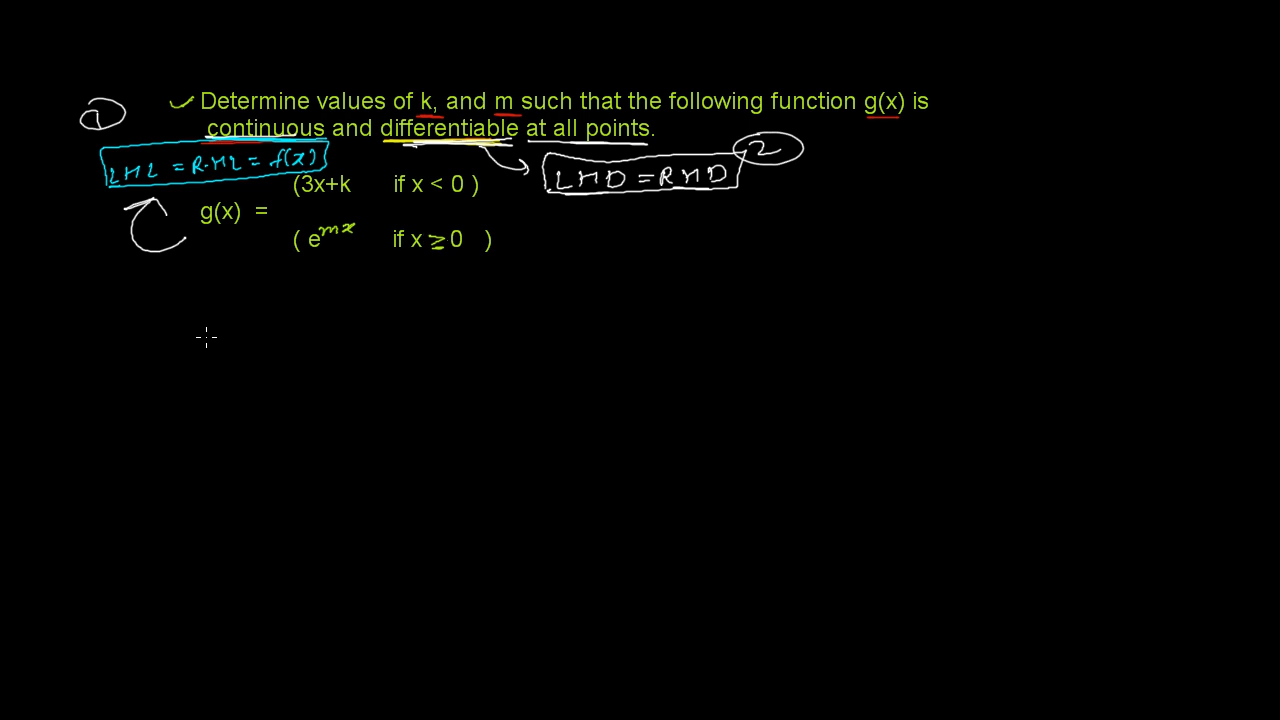 1
Determine values of k, and m such that the following function g(x) is
continuous and differentiable at all points.
LHL = R.HL = f(x)
LHD = RHD
2
(3x+k if x < 0 )
g(x) =
( e^mx if x ≥ 0 )